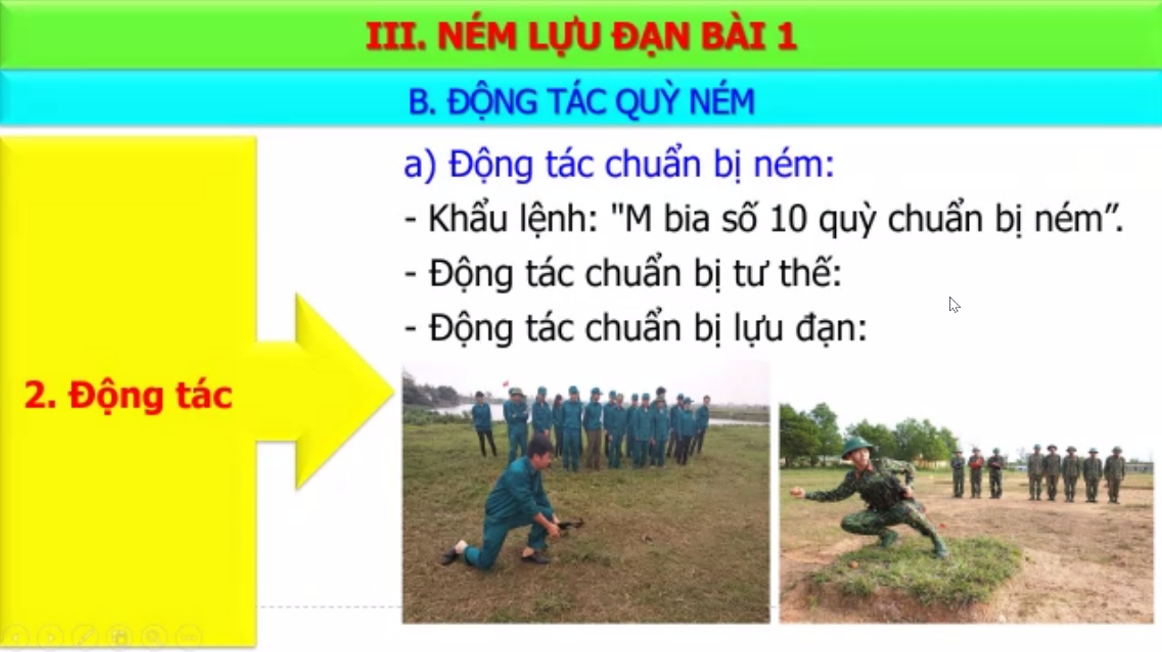 III. NÉM LỰU ĐẠN BÀI 1
B. ĐỘNG TÁC QUỲ NÉM
2. Động tác
a) Động tác chuẩn bị ném:
- Khẩu lệnh: "M bia số 10 quỳ chuẩn bị ném”.
- Động tác chuẩn bị tư thế:
- Động tác chuẩn bị lựu đạn: